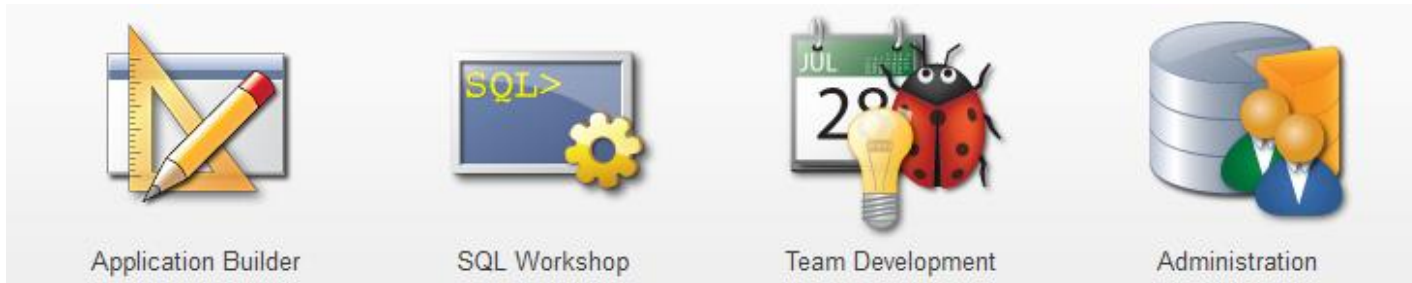 SQL>
JUL
28
Application Builder
SQL Workshop
Team Development
Administration